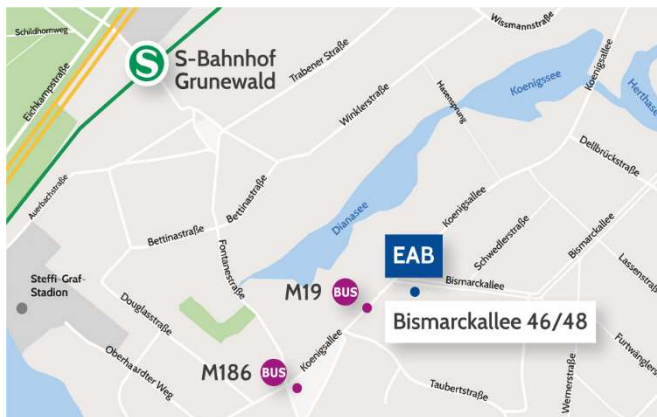 Schildhornweg
Eichkampstraße
S
S-Bahnhof
Grunewald
Trabener Straße
Wissmannstraße
Koenigsallee
Koenigssee
Herthasee
Winklerstraße
Hasensprung
Dellbrückstraße
Auerbachstraße
Dianasee
Bettinastraße
Bettinastraße
Koenigsallee
Schwedlerstraße
Bismarckallee
Lassenstraße
Fontanestraße
EAB
Bismarckallee
Steffi-Graf-
Stadion
Douglasstraße
M19
BUS
Bismarckallee 46/48
Oberhaardter Weg
M186
BUS
Koenigsallee
Taubertstraße
Wernerstraße